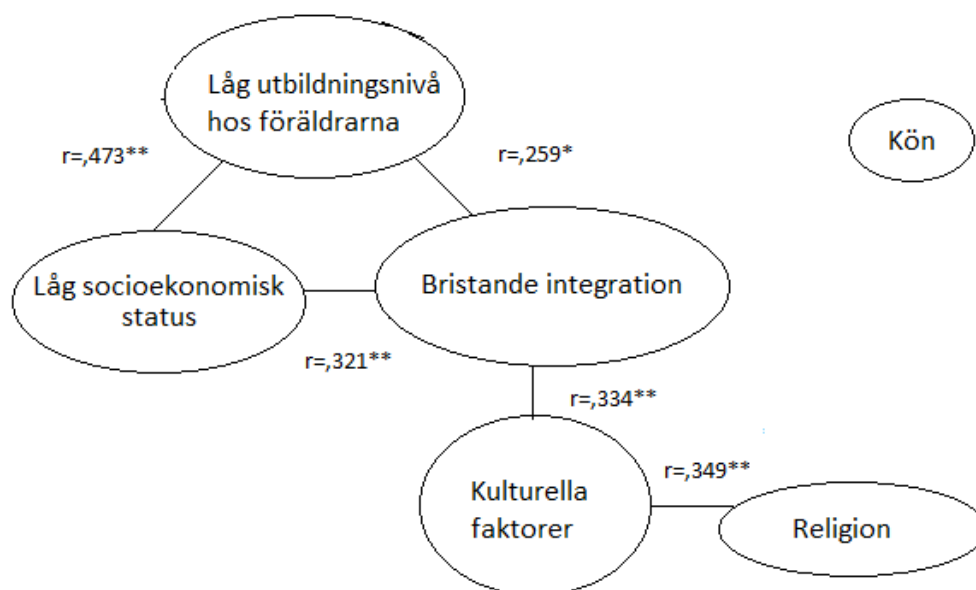 Låg utbildningsnivå
hos föräldrarna
Kön
r=,473**
r=,259*
Låg socioekonomisk
status
Bristande integration
r=,321**
r=,334**
Kulturella
faktorer
r=,349**
Religion